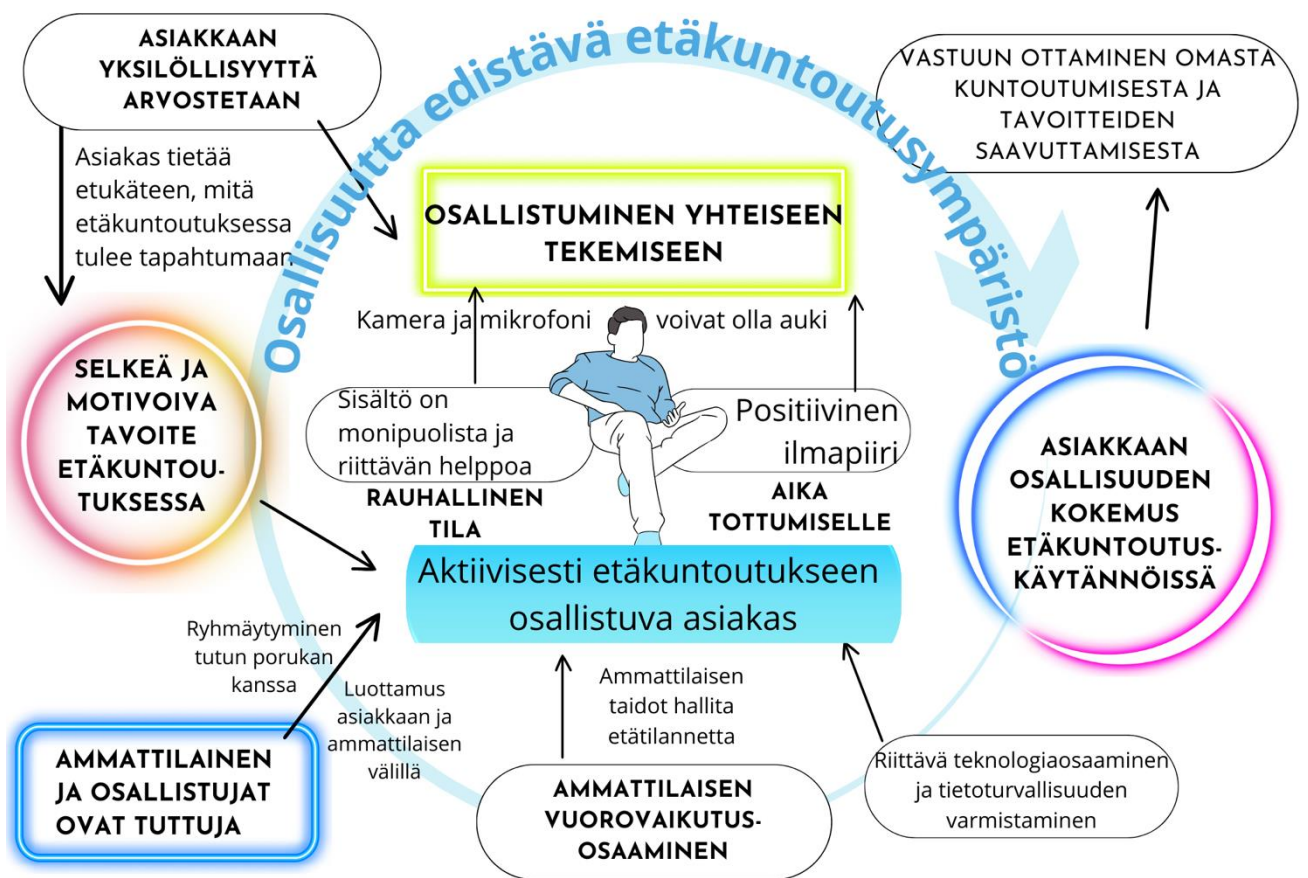 ASIAKKAAN
YKSILÖLLISYYTTÄ
ARVOSTETAAN
Osallisuutta edistävä etäkuntoutusympäristö
VASTUUN OTTAMINEN OMASTA
KUNTOUTUMISESTA JA
TAVOITTEIDEN
SAAVUTTAMISESTA
Asiakas tietää
etukäteen, mitä
etäkuntoutuksessa
tulee tapahtumaan
OSALLISTUMINEN YHTEISEEN
TEKEMISEEN
Kamera ja mikrofoni voivat olla auki
SELKEÄ JA
MOTIVOIVA
TAVOITE
ETÄKUNTOU-
TUKSESSA
Sisältö on
monipuolista ja
riittävän helppoa
RAUHALLINEN
TILA
Positiivinen
ilmapiiri
AIKA
TOTTUMISELLE
ASIAKKAAN
OSALLISUUDEN
KOKEMUS
ETÄKUNTOUTUS-
KÄYTÄNNÖISSÄ
Aktiivisesti etäkuntoutukseen
osallistuva asiakas
Ryhmäytyminen
tutun porukan
kanssa
Luottamus
asiakkaan ja
ammattilaisen
välillä
Ammattilaisen
taidot hallita
etätilannetta
AMMATTILAINEN
JA OSALLISTUJAT
OVAT TUTTUJA
AMMATTILAISEN
VUOROVAIKUTUS-
OSAAMINEN
Riittävä teknologiaosaaminen
ja tietoturvallisuuden
varmistaminen